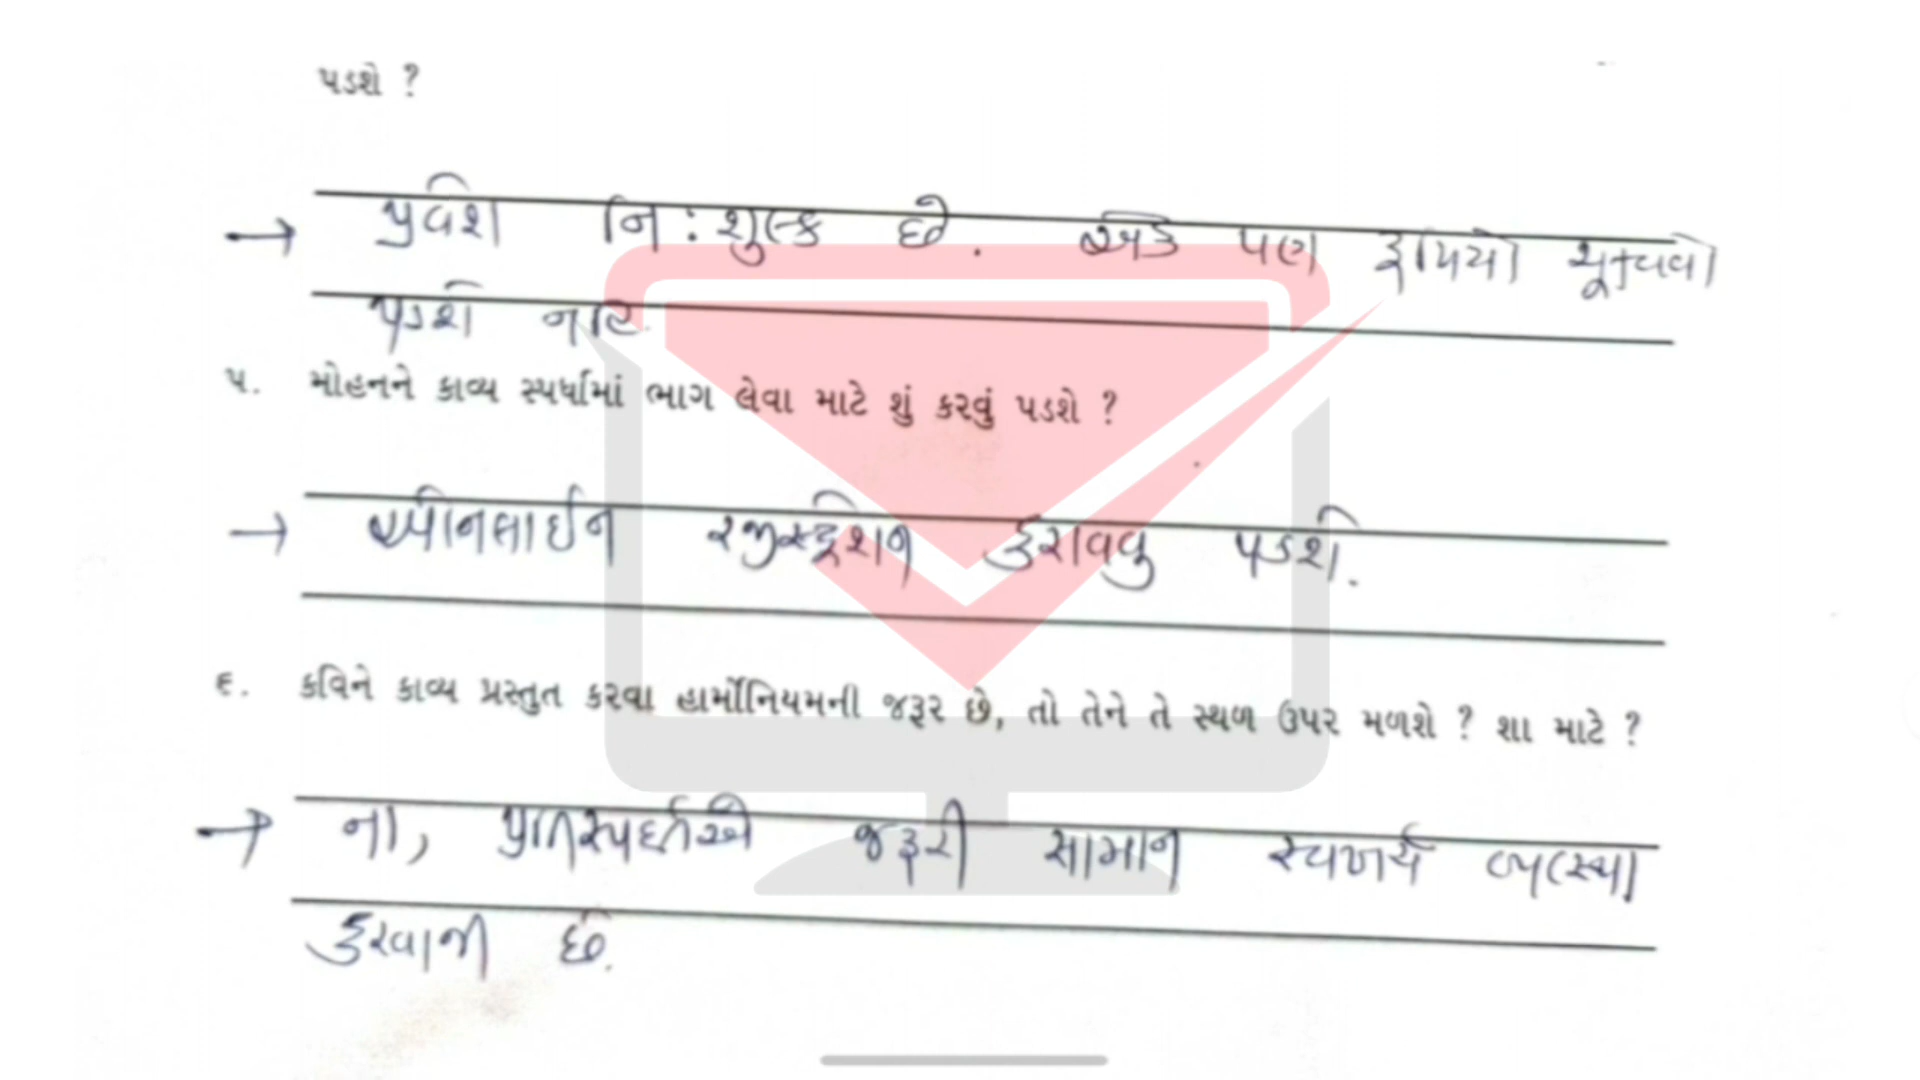 પડશે ?
→ પ્રવેશ નિ:શુલ્ક છે. એક પણ રૂપિયો ચૂકવવો
પડશે નહિ.
૫. મોહનને કાવ્ય સ્પર્ધામાં ભાગ લેવા માટે શું કરવું પડશે ?
→ ઓનલાઈન રજીસ્ટ્રેશન કરાવવુ પડશે.
૬. કવિને કાવ્ય પ્રસ્તુત કરવા હાર્મોનિયમની જરૂર છે, તો તેને તે સ્થળ ઉપર મળશે ? શા માટે ?
→ ના, પ્રતિસ્પર્ધીએ જરૂરી સામાન સ્વખર્ચે
કરવાની છે.